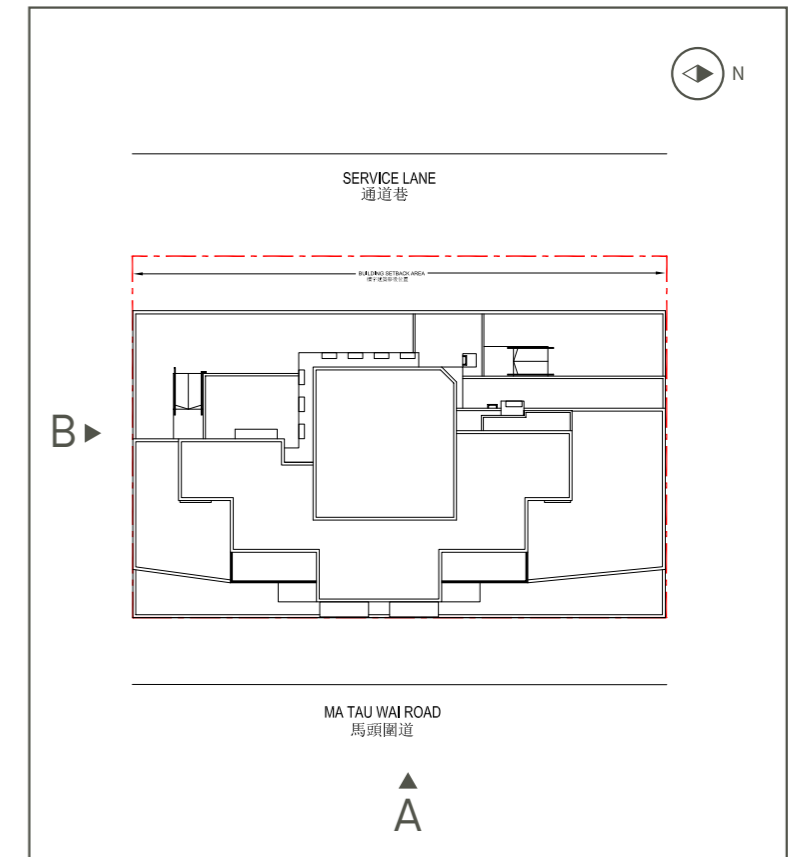 N
SERVICE LANE
通道巷
BUILDING SETBACK AREA
B
MA TAU WAI ROAD
馬頭圍道
A